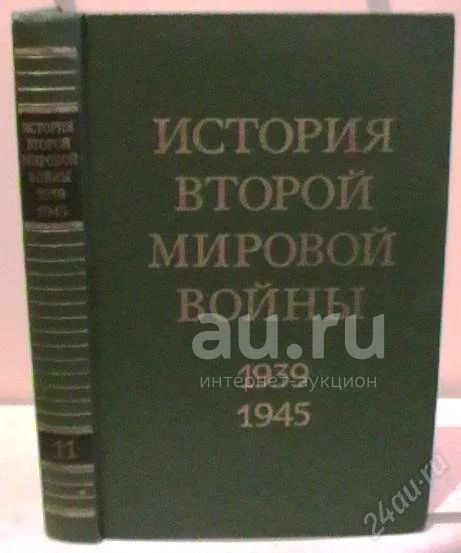 ИСТОРИЯ
ВТОРОЙ
МИРОВОЙ
ВОЙНЫ
1939
1945
11
ИСТОРИЯ
ВТОРОЙ
МИРОВОЙ
ВОЙНЫ
1939
1945
au.ru
интернет-аукцион
24au.ru